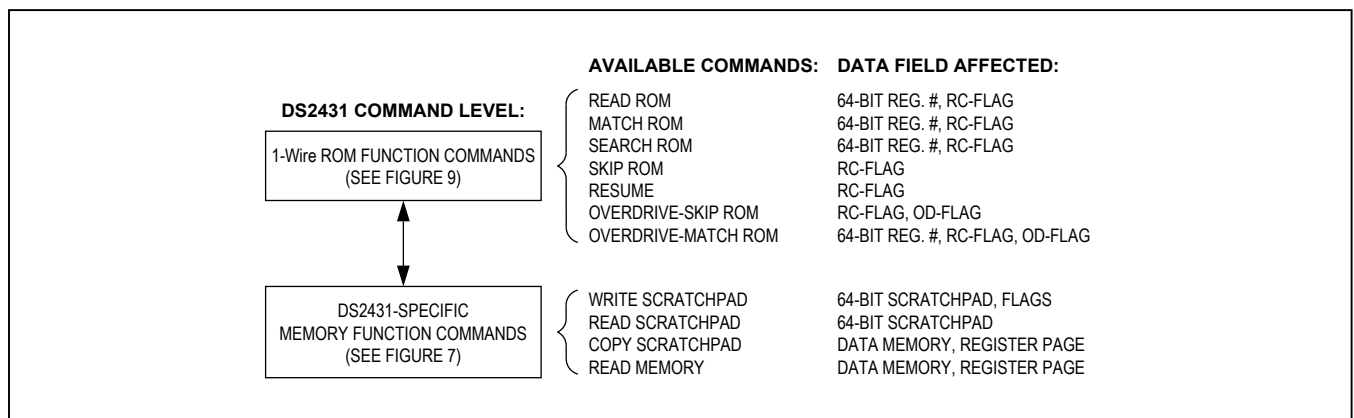 AVAILABLE COMMANDS: DATA FIELD AFFECTED:
DS2431 COMMAND LEVEL:
1-Wire ROM FUNCTION COMMANDS
(SEE FIGURE 9)
READ ROM 64-BIT REG. #, RC-FLAG
MATCH ROM 64-BIT REG. #, RC-FLAG
SEARCH ROM 64-BIT REG. #, RC-FLAG
SKIP ROM RC-FLAG
RESUME RC-FLAG
OVERDRIVE-SKIP ROM RC-FLAG, OD-FLAG
OVERDRIVE-MATCH ROM 64-BIT REG. #, RC-FLAG, OD-FLAG
DS2431-SPECIFIC
MEMORY FUNCTION COMMANDS
(SEE FIGURE 7)
WRITE SCRATCHPAD 64-BIT SCRATCHPAD, FLAGS
READ SCRATCHPAD 64-BIT SCRATCHPAD
COPY SCRATCHPAD DATA MEMORY, REGISTER PAGE
READ MEMORY DATA MEMORY, REGISTER PAGE